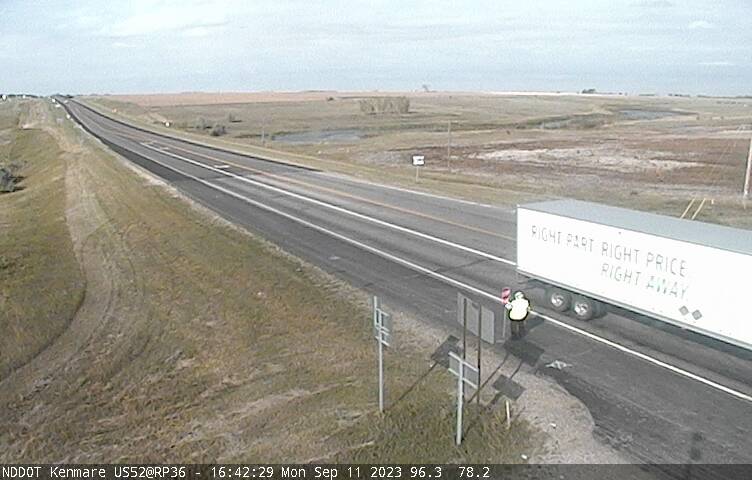 RIGHT PART RIGHT PRICE
RIGHT AWAY
NDDOT Kenmare US52@RP36 - 16:42:29 Mon Sep 11 2023 96.3 78.2